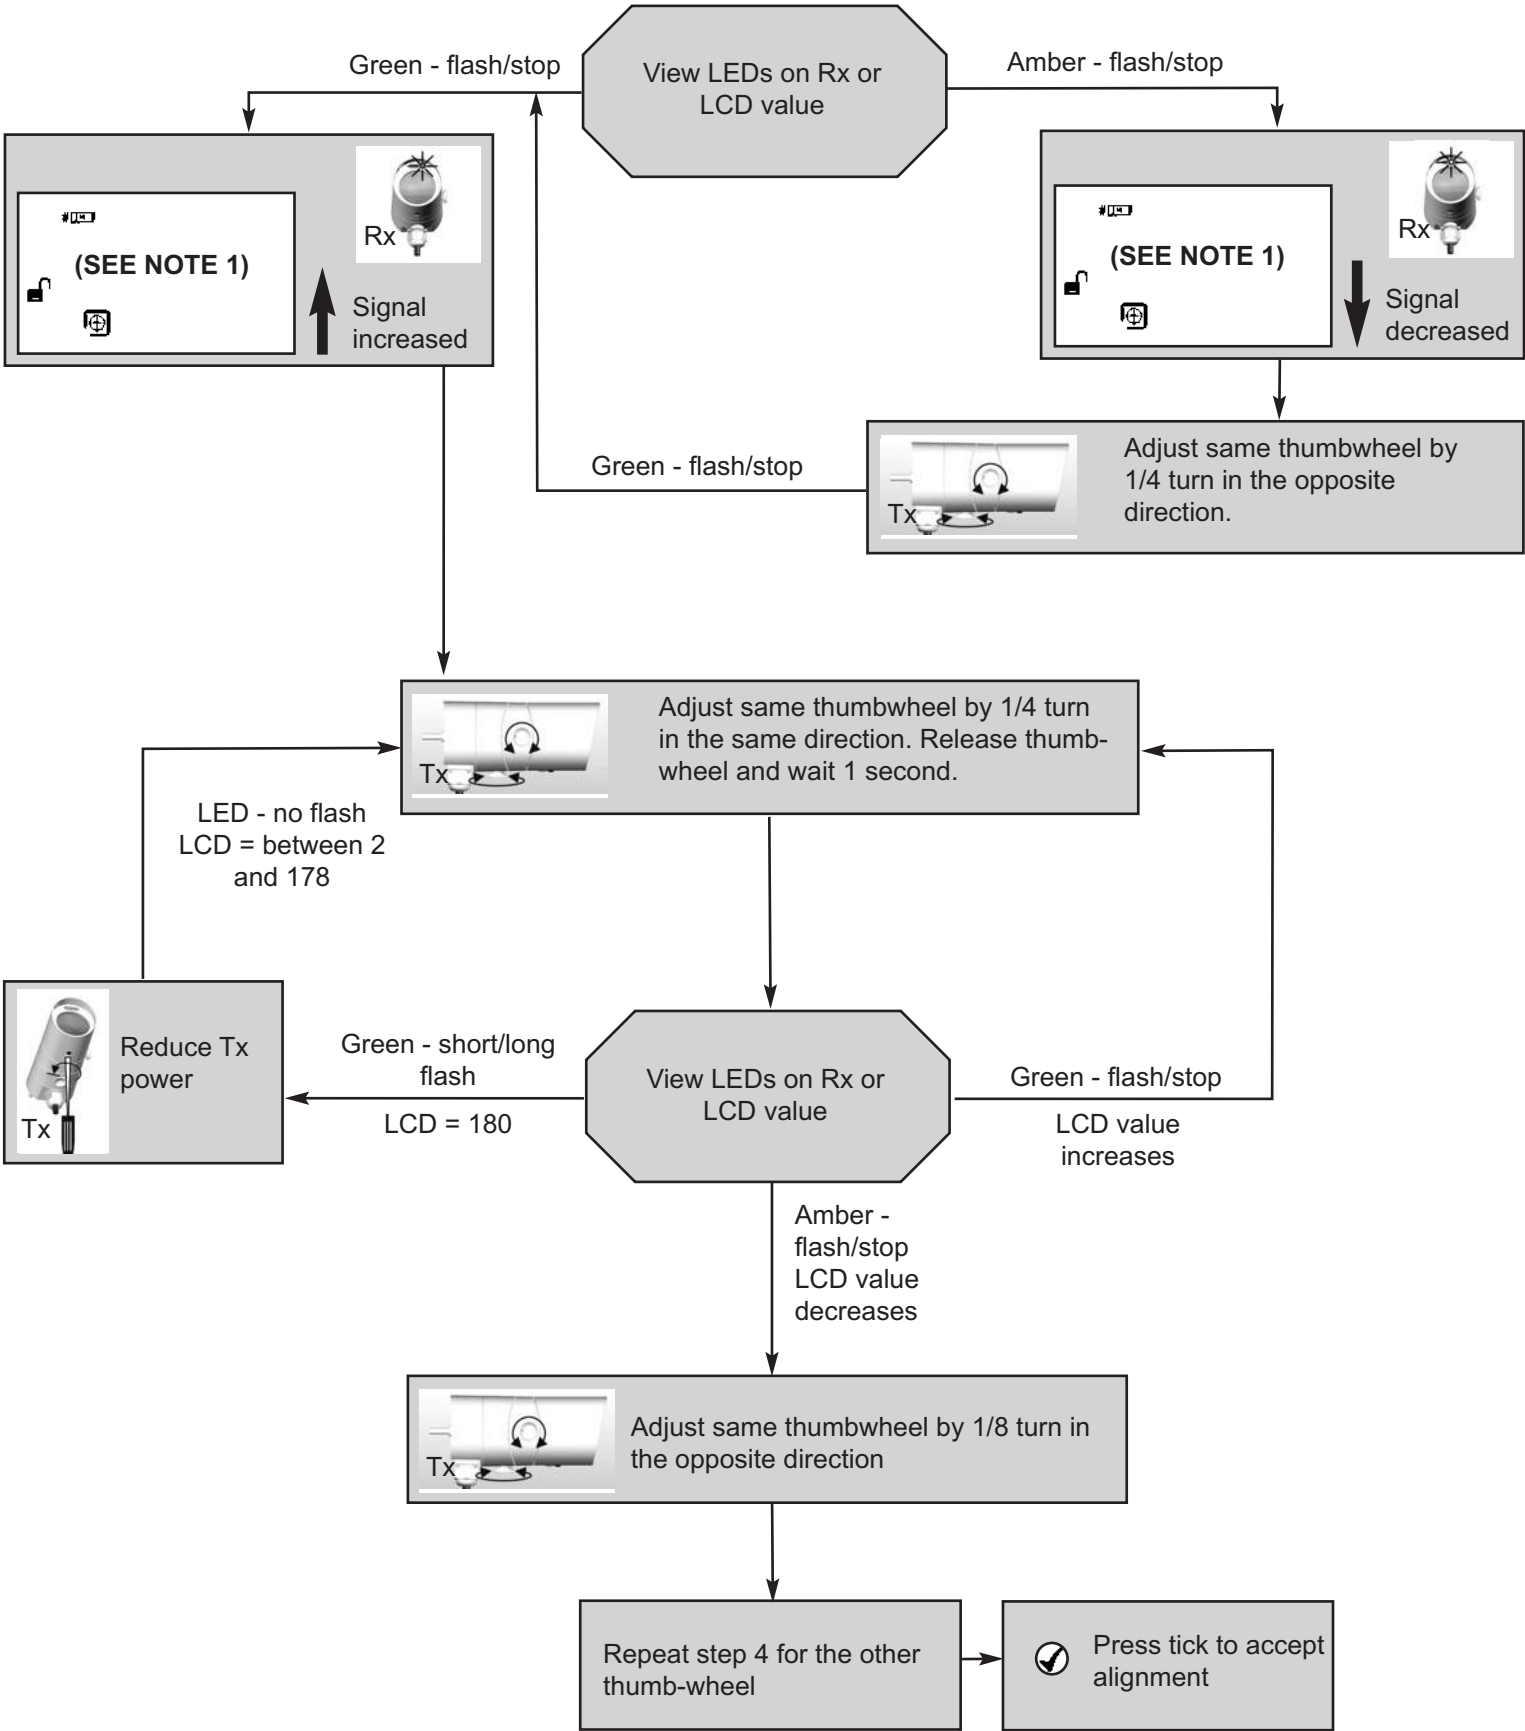 View LEDs on Rx or
LCD value
Green - flash/stop
Amber - flash/stop
Rx
(SEE NOTE 1)
Signal
increased
Rx
(SEE NOTE 1)
Signal
decreased
Green - flash/stop
Tx
Adjust same thumbwheel by
1/4 turn in the opposite
direction.
Tx
Adjust same thumbwheel by 1/4 turn
in the same direction. Release thumb-
wheel and wait 1 second.
LED - no flash
LCD = between 2
and 178
Tx
Reduce Tx
power
Green - short/long
flash
LCD = 180
View LEDs on Rx or
LCD value
Green - flash/stop
LCD value
increases
Amber -
flash/stop
LCD value
decreases
Tx
Adjust same thumbwheel by 1/8 turn in
the opposite direction
Repeat step 4 for the other
thumb-wheel
Press tick to accept
alignment